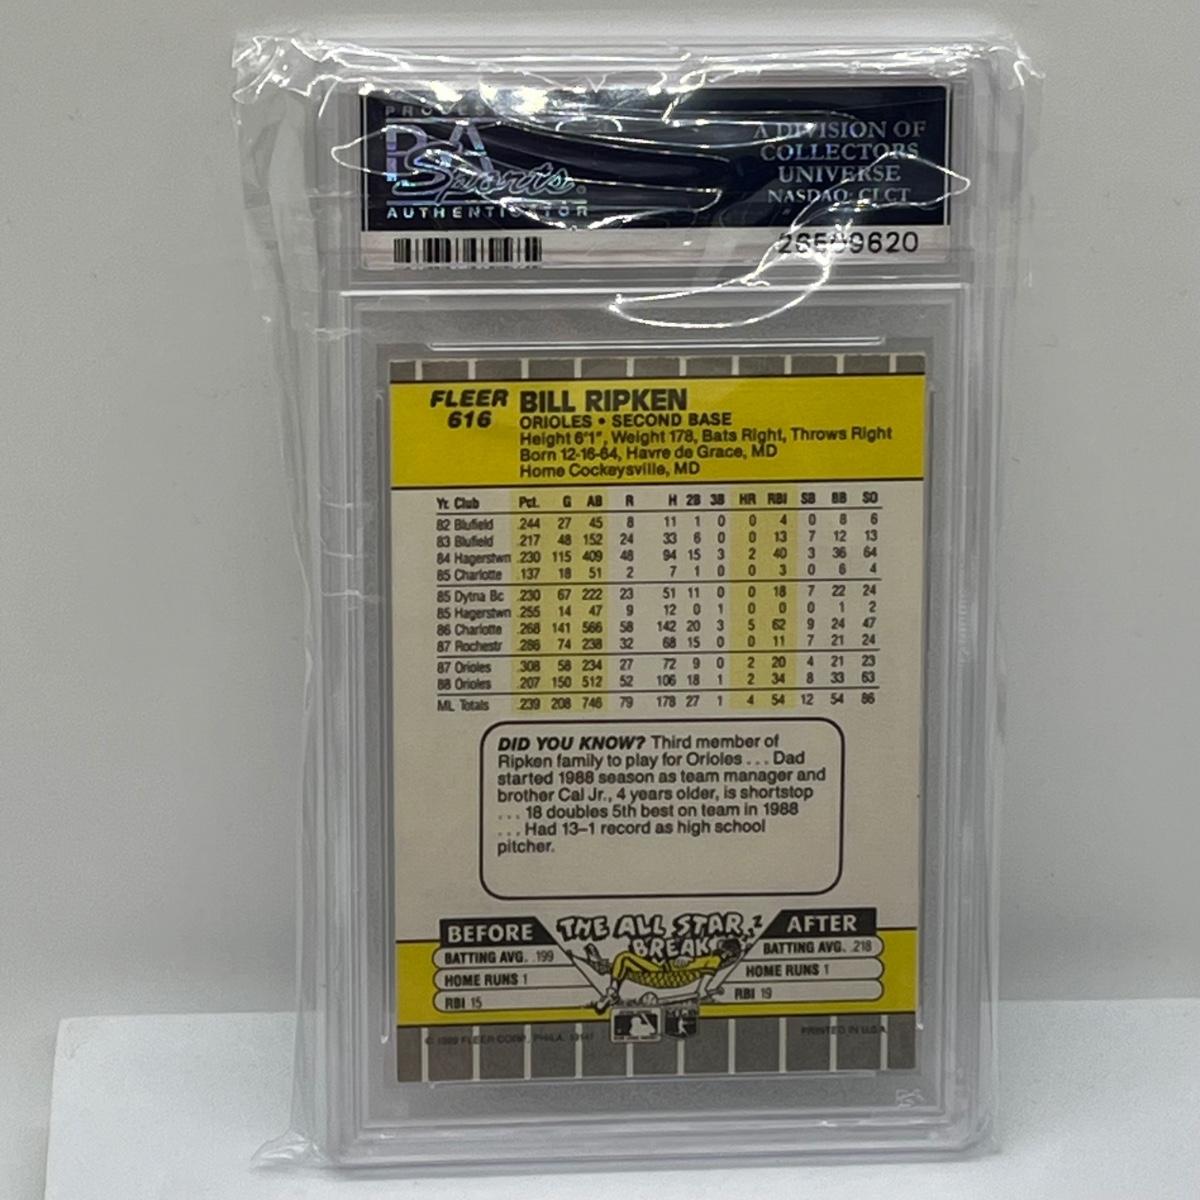 PSA
Sports
AUTHENTICATOR
A DIVISION OF
COLLECTORS
UNIVERSE
NASDAQ: CLCT
FLEER
616
BILL RIPKEN
ORIOLES • SECOND BASE
Height 6'1", Weight 178, Bats Right, Throws Right
Born 12-16-64, Havre de Grace, MD
Home Cockeysville, MD
Yr. Club Pct. G AB R H 2B 3B HR RBI SB BB SO
82 Bluefield .244 27 45 8 11 1 0 0 4 0 8 6
83 Bluefield .217 48 152 24 33 6 0 0 13 7 12 13
84 Hagerstwn .230 115 409 48 94 15 3 2 40 3 36 64
85 Charlotte .137 18 51 2 7 1 0 0 3 0 6 4
85 Dytna Bc .230 67 222 23 51 11 0 0 18 7 22 24
85 Hagerstwn .255 14 47 9 12 0 1 0 0 0 1 2
86 Charlotte .268 141 566 58 142 20 3 5 62 9 24 47
87 Rochestr .286 74 238 32 68 15 0 0 11 7 21 24
87 Orioles .308 58 234 27 72 9 0 2 20 4 21 23
88 Orioles .207 150 512 52 106 18 1 2 34 8 33 63
ML Totals .239 208 746 79 178 27 1 4 54 12 54 86
DID YOU KNOW? Third member of
Ripken family to play for Orioles . . . Dad
started 1988 season as team manager and
brother Cal Jr., 4 years older, is shortstop
. . . 18 doubles 5th best on team in 1988
. . . Had 13–1 record as high school
pitcher.
BEFORE THE ALL STAR BREAK AFTER
BATTING AVG. .199 BATTING AVG. .218
HOME RUNS 1 HOME RUNS 1
RBI 15 RBI 19
© 1989 FLEER CORP., PHILA. 19141 PRINTED IN U.S.A.